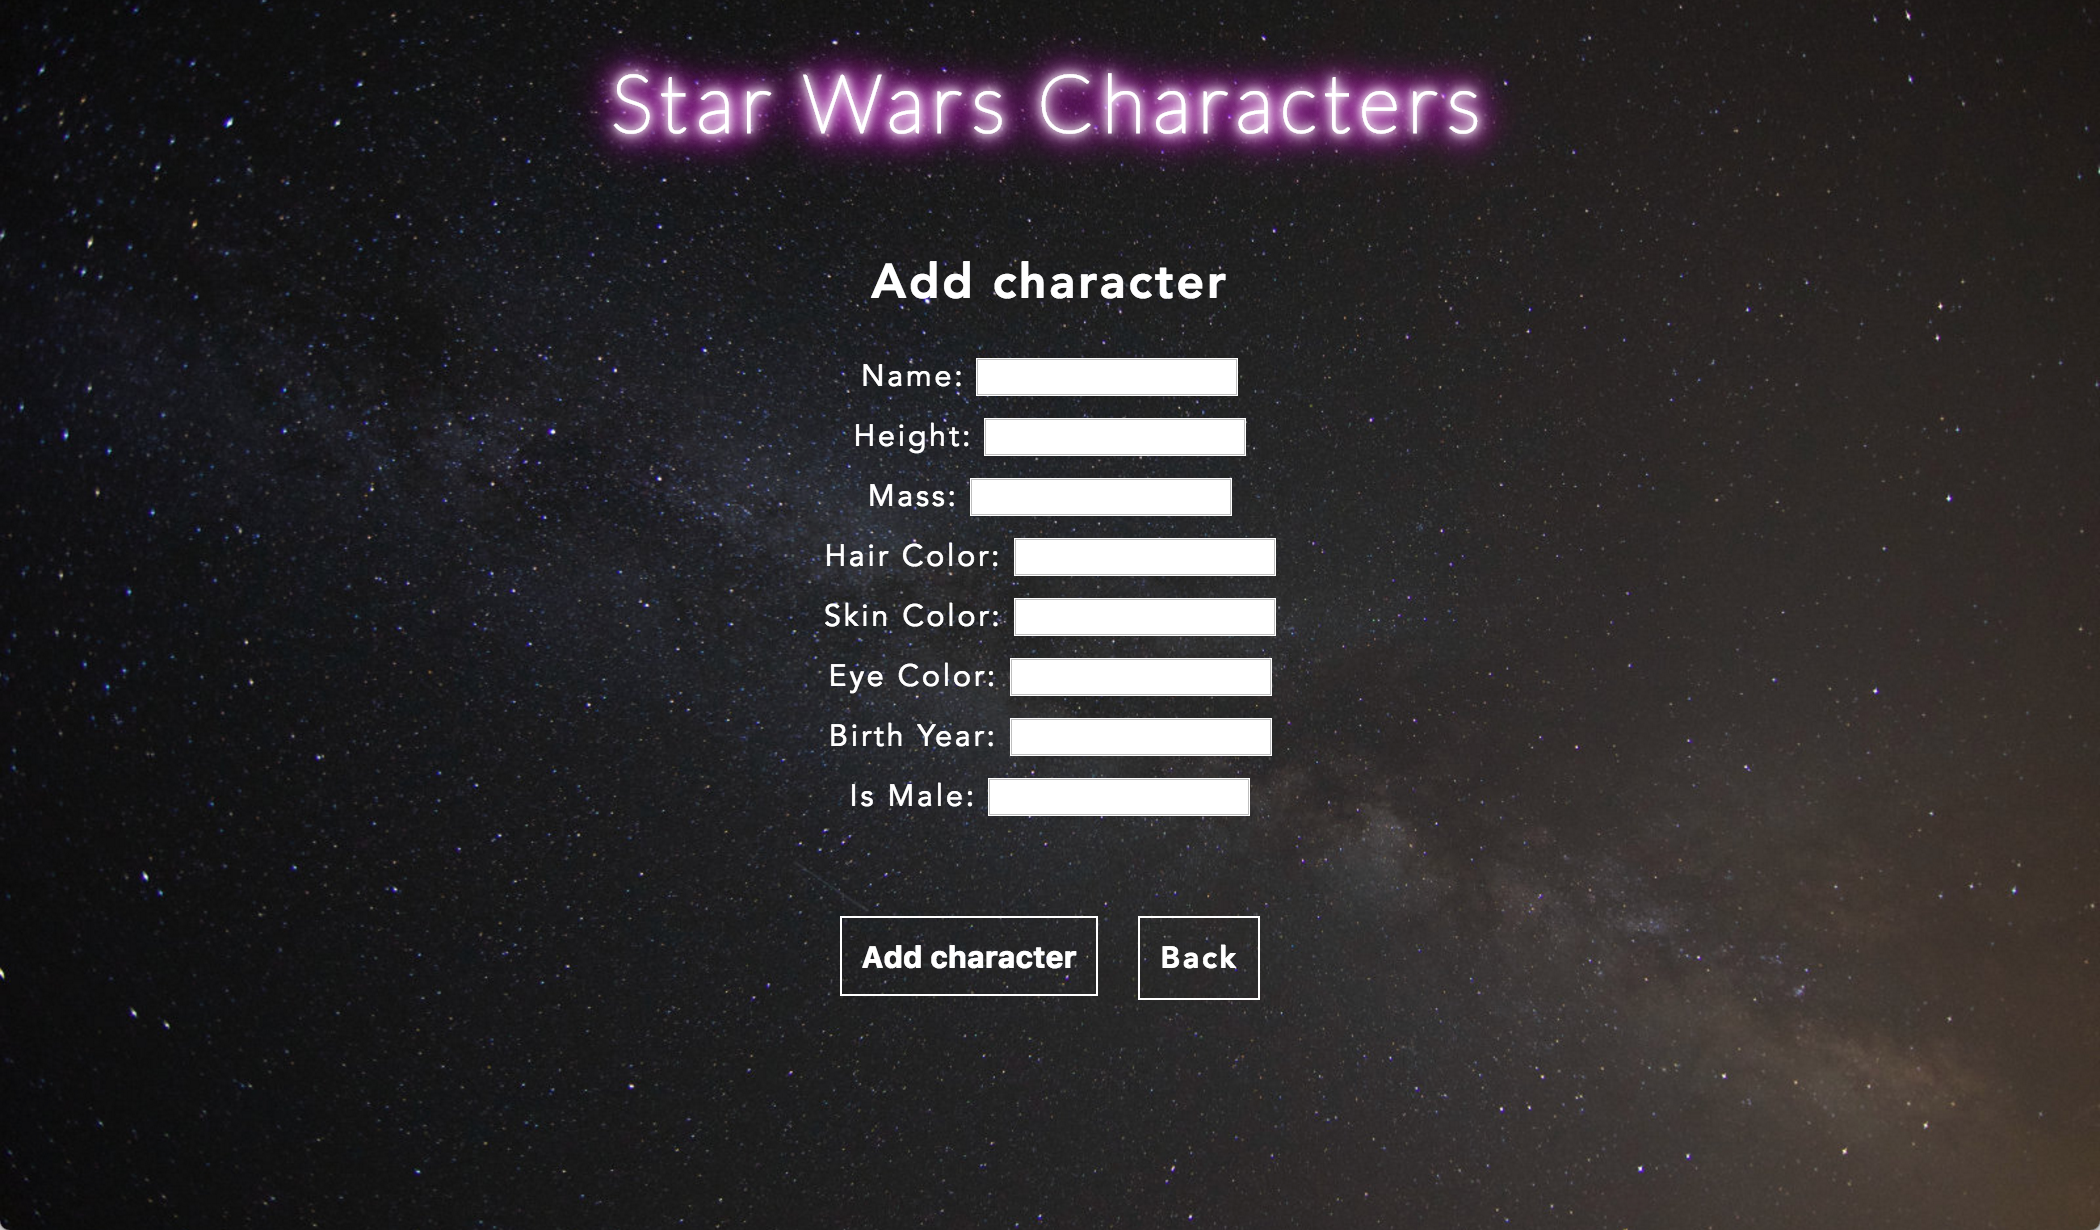 Star Wars Characters
Add character
Name:
Height:
Mass:
Hair Color:
Skin Color:
Eye Color:
Birth Year:
Is Male:
Add character Back